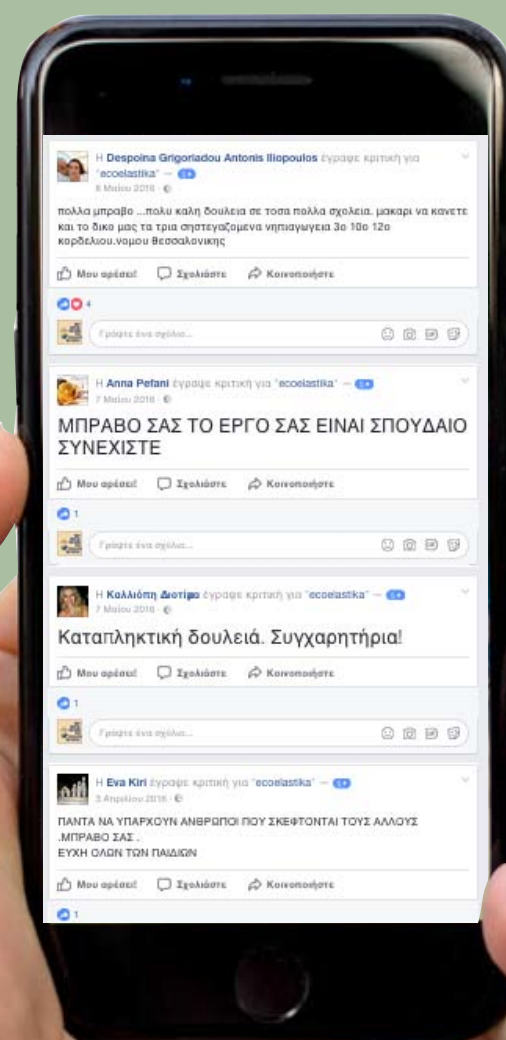 Η Despoina Grigoriadou Antonis Iliopoulos έγραψε κριτική για
"ecoelastika" — 5★
8 Μαΐου 2016 ·
πολλα μπραβο ...πολυ καλη δουλεια σε τοσα πολλα σχολεια. μακαρι να κανετε
και το δικο μας τα τρια σηστεγαζομενα νηπιαγωγεια 3ο 10ο 12ο
κορδελιου.νομου θεσσαλονικης
Μου αρέσει! Σχολιάστε Κοινοποιήστε
4
Γράψτε ένα σχόλιο...
Η Anna Pefani έγραψε κριτική για "ecoelastika" — 5★
7 Μαΐου 2016 ·
ΜΠΡΑΒΟ ΣΑΣ ΤΟ ΕΡΓΟ ΣΑΣ ΕΙΝΑΙ ΣΠΟΥΔΑΙΟ
ΣΥΝΕΧΙΣΤΕ
Μου αρέσει! Σχολιάστε Κοινοποιήστε
1
Γράψτε ένα σχόλιο...
Η Καλλιόπη Διοτίμα έγραψε κριτική για "ecoelastika" — 5★
7 Μαΐου 2016 ·
Καταπληκτική δουλειά. Συγχαρητήρια!
Μου αρέσει! Σχολιάστε Κοινοποιήστε
1
Γράψτε ένα σχόλιο...
Η Eva Kiri έγραψε κριτική για "ecoelastika" — 5★
3 Απριλίου 2016 ·
ΠΑΝΤΑ ΝΑ ΥΠΑΡΧΟΥΝ ΑΝΘΡΩΠΟΙ ΠΟΥ ΣΚΕΦΤΟΝΤΑΙ ΤΟΥΣ ΑΛΛΟΥΣ
.ΜΠΡΑΒΟ ΣΑΣ .
ΕΥΧΗ ΟΛΩΝ ΤΩΝ ΠΑΙΔΙΩΝ
Μου αρέσει! Σχολιάστε Κοινοποιήστε
1